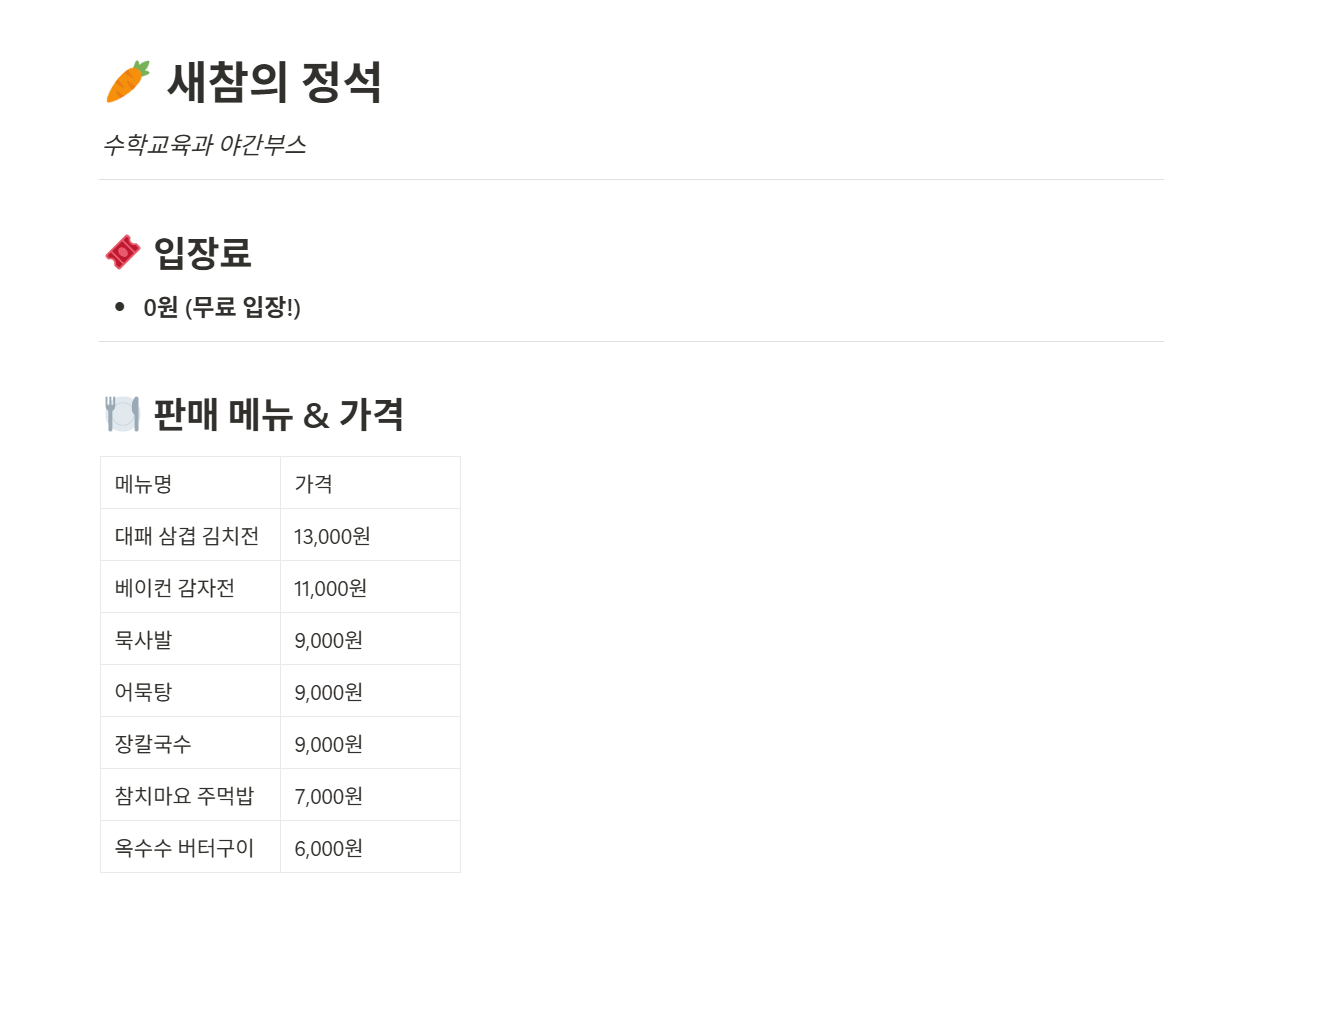 🥕 새참의 정석
수학교육과 야간부스
🎟️ 입장료
• 0원 (무료 입장!)
🍽️ 판매 메뉴 & 가격
메뉴명 가격
대패 삼겹 김치전 13,000원
베이컨 감자전 11,000원
묵사발 9,000원
어묵탕 9,000원
장칼국수 9,000원
참치마요 주먹밥 7,000원
옥수수 버터구이 6,000원